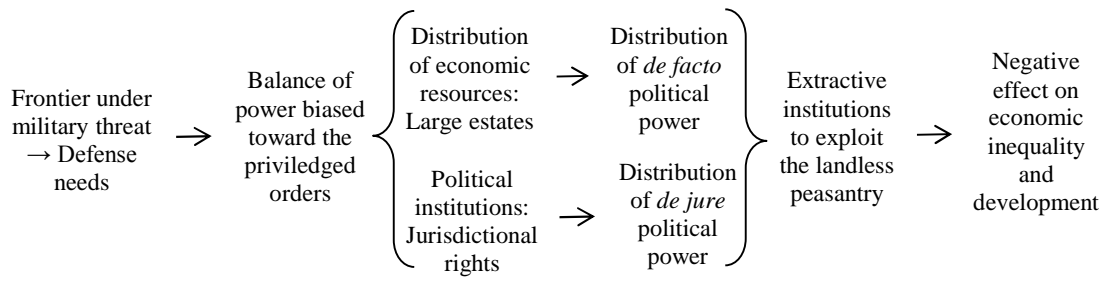 Frontier under
military threat
→ Defense
needs
Balance of
power biased
toward the
priviledged
orders
Distribution
of economic
resources:
Large estates
Distribution
of de facto
political
power
Political
institutions:
Jurisdictional
rights
Distribution
of de jure
political
power
Extractive
institutions
to exploit
the landless
peasantry
Negative
effect on
economic
inequality
and
development